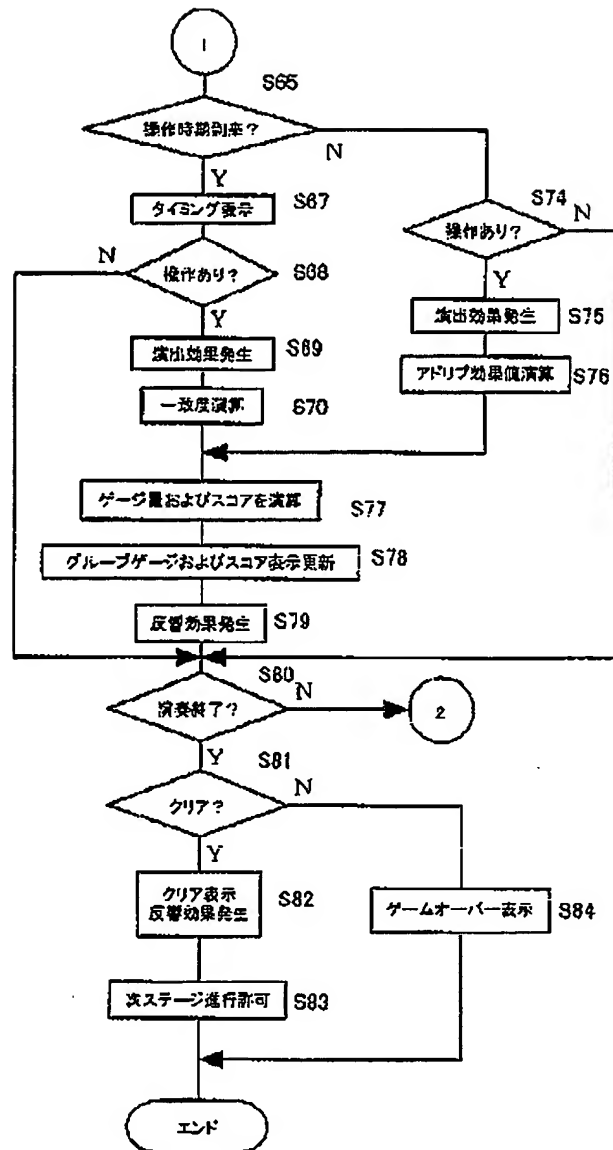 1
S65
操作時期到来?
N
Y
タイミング表示
S67
S74
操作あり?
N
N
操作あり?
S68
Y
Y
演出効果発生
S69
演出効果発生
S75
一致度演算
S70
アドリブ効果値演算
S76
ゲージ量およびスコアを演算
S77
グループゲージおよびスコア表示更新
S78
反響効果発生
S79
S80
演奏終了?
N
2
Y
S81
クリア?
N
Y
クリア表示
反響効果発生
S82
ゲームオーバー表示
S84
次ステージ進行許可
S83
エンド